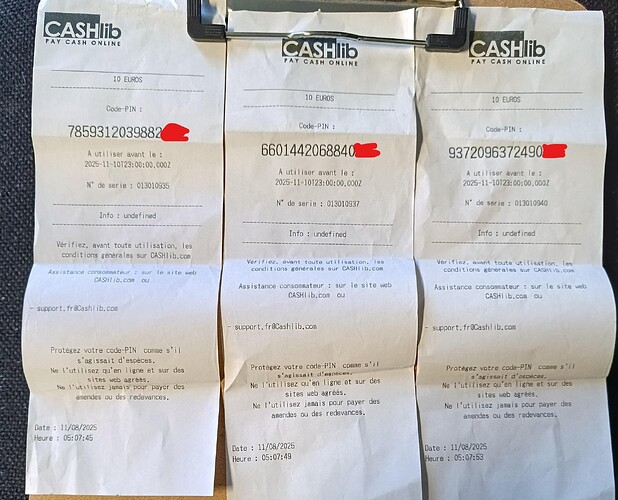 CASHlib
PAY CASH ONLINE
10 EUROS
Code-PIN :
7859312039882
A utiliser avant le :
2025-11-10T23:00:00,000Z
N° de serie : 013010935
Info : undefined
Vérifiez, avant toute utilisation, les
conditions générales sur CASHlib.com
Assistance consommateur : sur le site web
CASHlib.com ou
- support.fr@Cashlib.com
Protégez votre code-PIN comme s'il
s'agissait d'espèces.
Ne l'utilisez qu'en ligne et sur des
sites web agréés.
Ne l'utilisez jamais pour payer des
amendes ou des redevances.
Date : 11/08/2025
Heure : 05:07:45
CASHlib
PAY CASH ONLINE
10 EUROS
Code-PIN :
6601442068840
A utiliser avant le :
2025-11-10T23:00:00,000Z
N° de serie : 013010937
Info : undefined
Vérifiez, avant toute utilisation, les
conditions générales sur CASHlib.com
Assistance consommateur : sur le site web
CASHlib.com ou
- support.fr@Cashlib.com
Protégez votre code-PIN comme s'il
s'agissait d'espèces.
Ne l'utilisez qu'en ligne et sur des
sites web agréés.
Ne l'utilisez jamais pour payer des
amendes ou des redevances.
Date : 11/08/2025
Heure : 05:07:49
CASHlib
PAY CASH ONLINE
10 EUROS
Code-PIN :
9372096372490
A utiliser avant le :
2025-11-10T23:00:00,000Z
N° de serie : 013010940
Info : undefined
Vérifiez, avant toute utilisation, les
conditions générales sur CASHlib.com
Assistance consommateur : sur le site web
CASHlib.com ou
- support.fr@Cashlib.com
Protégez votre code-PIN comme s'il
s'agissait d'espèces.
Ne l'utilisez qu'en ligne et sur des
sites web agréés.
Ne l'utilisez jamais pour payer des
amendes ou des redevances.
Date : 11/08/2025
Heure : 05:07:53